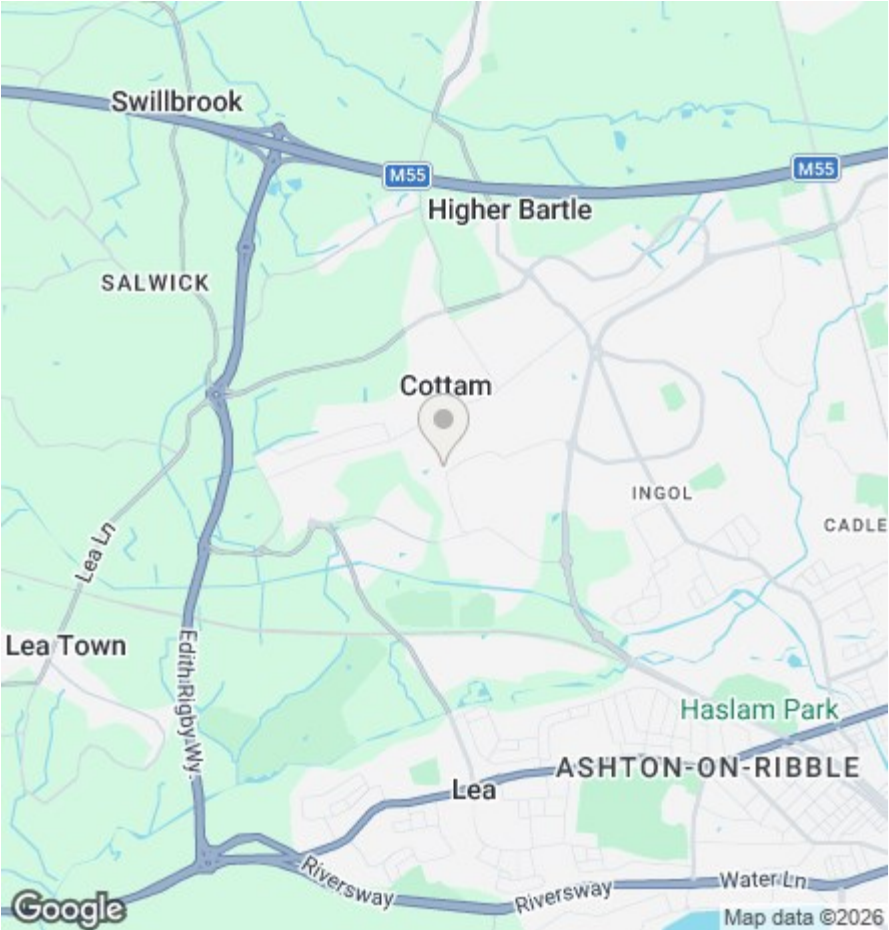 Swillbrook
M55
M55
Higher Bartle
SALWICK
Cottam
INGOL
CADLE
Lea Ln
Lea Town
Edith Rigby Wy
Haslam Park
ASHTON-ON-RIBBLE
Lea
Riversway
Riversway
Water Ln
Google
Map data ©2026